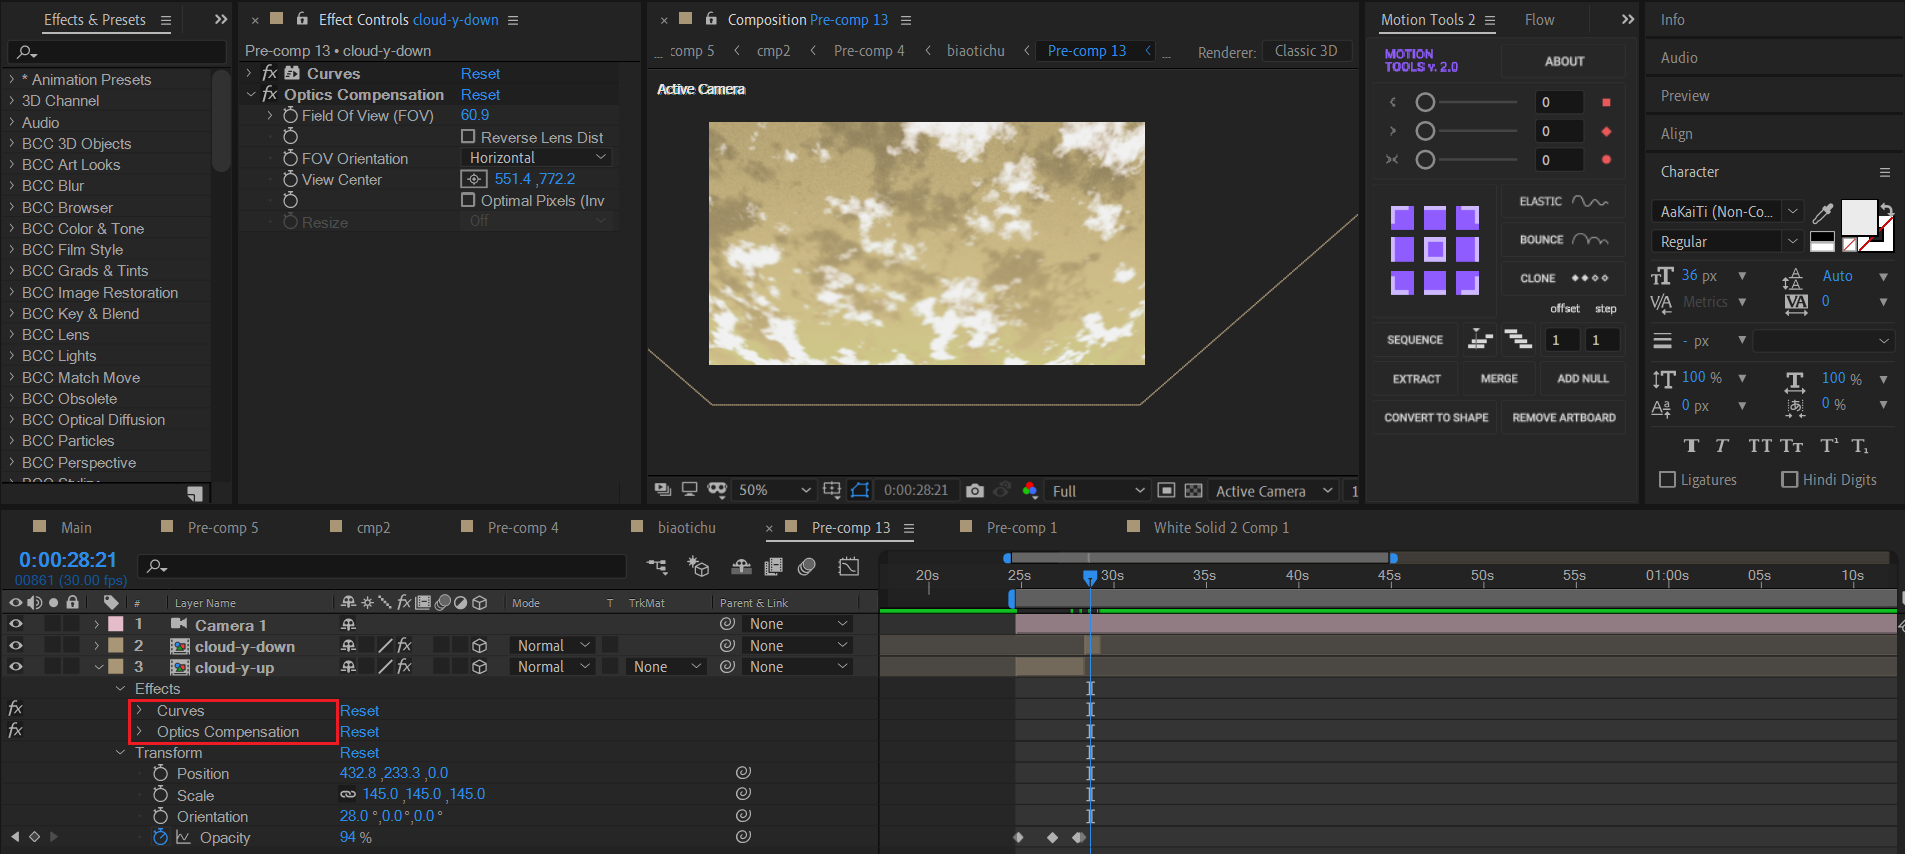 Effects & Presets
* Animation Presets
3D Channel
Audio
BCC 3D Objects
BCC Art Looks
BCC Blur
BCC Browser
BCC Color & Tone
BCC Film Style
BCC Grads & Tints
BCC Image Restoration
BCC Key & Blend
BCC Lens
BCC Lights
BCC Match Move
BCC Obsolete
BCC Optical Diffusion
BCC Particles
BCC Perspective
Effect Controls cloud-y-down
Pre-comp 13 • cloud-y-down
fx Curves Reset
fx Optics Compensation Reset
Field Of View (FOV) 60.9
Reverse Lens Dist
FOV Orientation Horizontal
View Center 551.4 ,772.2
Optimal Pixels (Inv
Resize Off
Composition Pre-comp 13
... comp 5 cmp2 Pre-comp 4 biaotichu Pre-comp 13 ... Renderer: Classic 3D
Active Camera
50% 0:00:28:21 Full Active Camera 1
Motion Tools 2 Flow
MOTION
TOOLS v. 2.0
ABOUT
0
0
0
ELASTIC
BOUNCE
CLONE
offset step
SEQUENCE 1 1
EXTRACT MERGE ADD NULL
CONVERT TO SHAPE REMOVE ARTBOARD
Info
Audio
Preview
Align
Character
AaKaiTi (Non-Co...
Regular
36 px Auto
Metrics 0
- px
100 % 100 %
0 px 0 %
T T TT Tт T¹ T₁
Ligatures Hindi Digits
Main Pre-comp 5 cmp2 Pre-comp 4 biaotichu Pre-comp 13 Pre-comp 1 White Solid 2 Comp 1
0:00:28:21
00861 (30.00 fps)
20s 25s 30s 35s 40s 45s 50s 55s 01:00s 05s 10s
# Layer Name fx Mode T TrkMat Parent & Link
1 Camera 1 None
2 cloud-y-down fx Normal None
3 cloud-y-up fx Normal None None
Effects
fx Curves Reset
fx Optics Compensation Reset
Transform Reset
Position 432.8 ,233.3 ,0.0
Scale 145.0 ,145.0 ,145.0
Orientation 28.0 °,0.0 °,0.0 °
Opacity 94 %